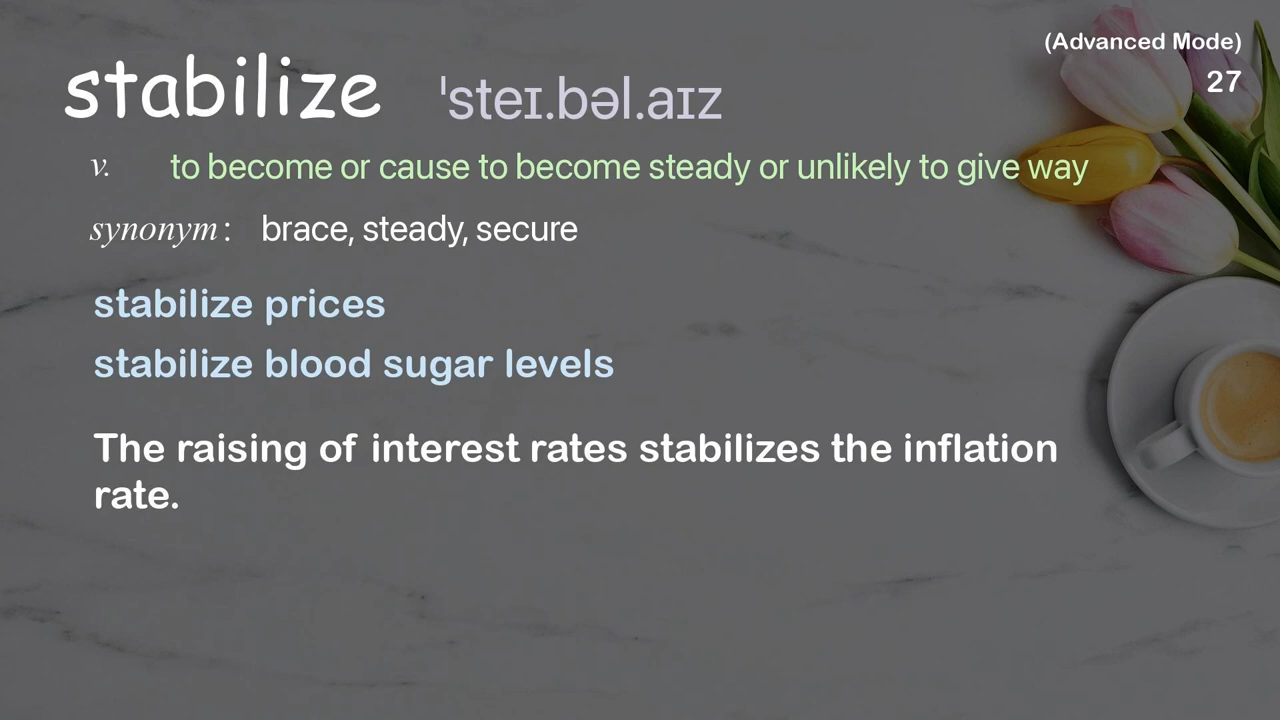 (Advanced Mode)
27
stabilize ˈsteɪ.bəl.aɪz
v. to become or cause to become steady or unlikely to give way
synonym: brace, steady, secure
stabilize prices
stabilize blood sugar levels
The raising of interest rates stabilizes the inflation
rate.